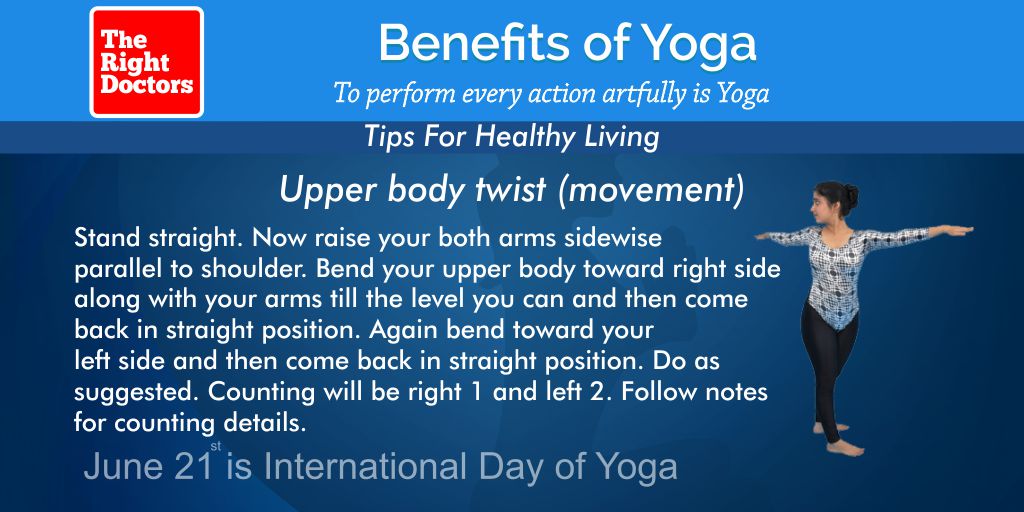 The
Right
Doctors
Benefits of Yoga
To perform every action artfully is Yoga
Tips For Healthy Living
Upper body twist (movement)
Stand straight. Now raise your both arms sidewise
parallel to shoulder. Bend your upper body toward right side
along with your arms till the level you can and then come
back in straight position. Again bend toward your
left side and then come back in straight position. Do as
suggested. Counting will be right 1 and left 2. Follow notes
for counting details.
June 21st is International Day of Yoga